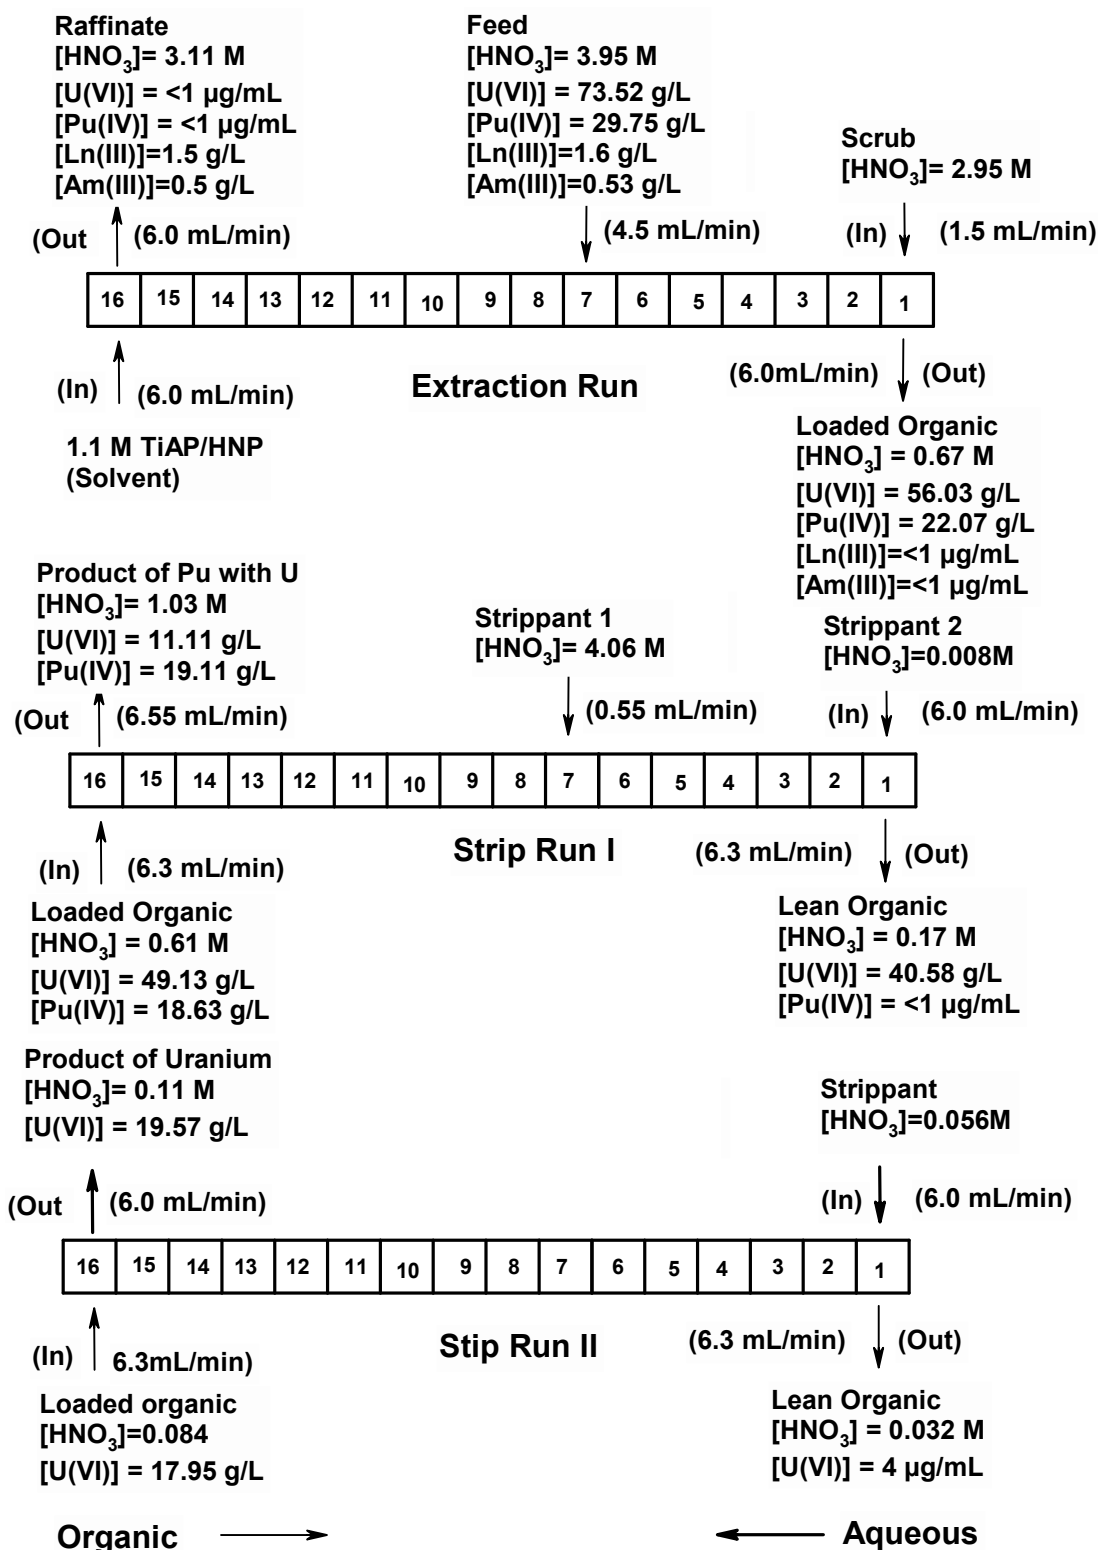 Raffinate
[HNO3]= 3.11 M
[U(VI)] = <1 µg/mL
[Pu(IV)] = <1 µg/mL
[Ln(III)]=1.5 g/L
[Am(III)]=0.5 g/L
Feed
[HNO3]= 3.95 M
[U(VI)] = 73.52 g/L
[Pu(IV)] = 29.75 g/L
[Ln(III)]=1.6 g/L
[Am(III)]=0.53 g/L
Scrub
[HNO3]= 2.95 M
(Out (6.0 mL/min)
(4.5 mL/min)
(In) (1.5 mL/min)
16 15 14 13 12 11 10 9 8 7 6 5 4 3 2 1
(In) (6.0 mL/min)
Extraction Run
(6.0mL/min) (Out)
1.1 M TiAP/HNP
(Solvent)
Loaded Organic
[HNO3] = 0.67 M
[U(VI)] = 56.03 g/L
[Pu(IV)] = 22.07 g/L
[Ln(III)]=<1 µg/mL
[Am(III)]=<1 µg/mL
Product of Pu with U
[HNO3]= 1.03 M
[U(VI)] = 11.11 g/L
[Pu(IV)] = 19.11 g/L
Strippant 1
[HNO3]= 4.06 M
Strippant 2
[HNO3]=0.008M
(Out (6.55 mL/min)
(0.55 mL/min)
(In) (6.0 mL/min)
16 15 14 13 12 11 10 9 8 7 6 5 4 3 2 1
(In) (6.3 mL/min)
Strip Run I
(6.3 mL/min) (Out)
Loaded Organic
[HNO3] = 0.61 M
[U(VI)] = 49.13 g/L
[Pu(IV)] = 18.63 g/L
Lean Organic
[HNO3] = 0.17 M
[U(VI)] = 40.58 g/L
[Pu(IV)] = <1 µg/mL
Product of Uranium
[HNO3]= 0.11 M
[U(VI)] = 19.57 g/L
Strippant
[HNO3]=0.056M
(Out (6.0 mL/min)
(In) (6.0 mL/min)
16 15 14 13 12 11 10 9 8 7 6 5 4 3 2 1
(In) 6.3mL/min)
Stip Run II
(6.3 mL/min) (Out)
Loaded organic
[HNO3]=0.084
[U(VI)] = 17.95 g/L
Lean Organic
[HNO3] = 0.032 M
[U(VI)] = 4 µg/mL
Organic
Aqueous